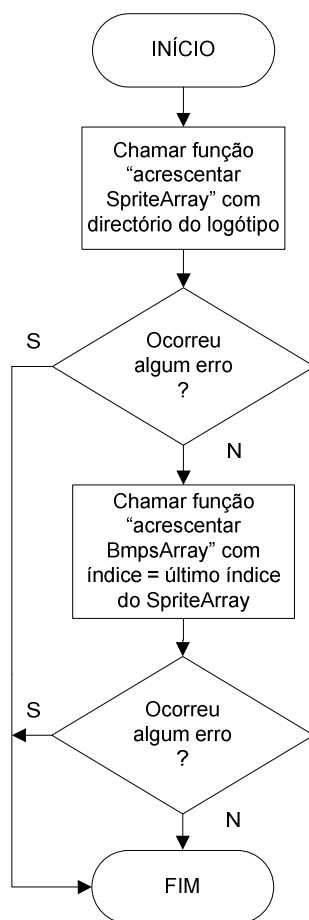 INÍCIO
Chamar função
“acrescentar
SpriteArray” com
directório do logótipo
Ocorreu
algum erro
?
S
N
Chamar função
“acrescentar
BmpsArray” com
índice = último índice
do SpriteArray
Ocorreu
algum erro
?
S
N
FIM